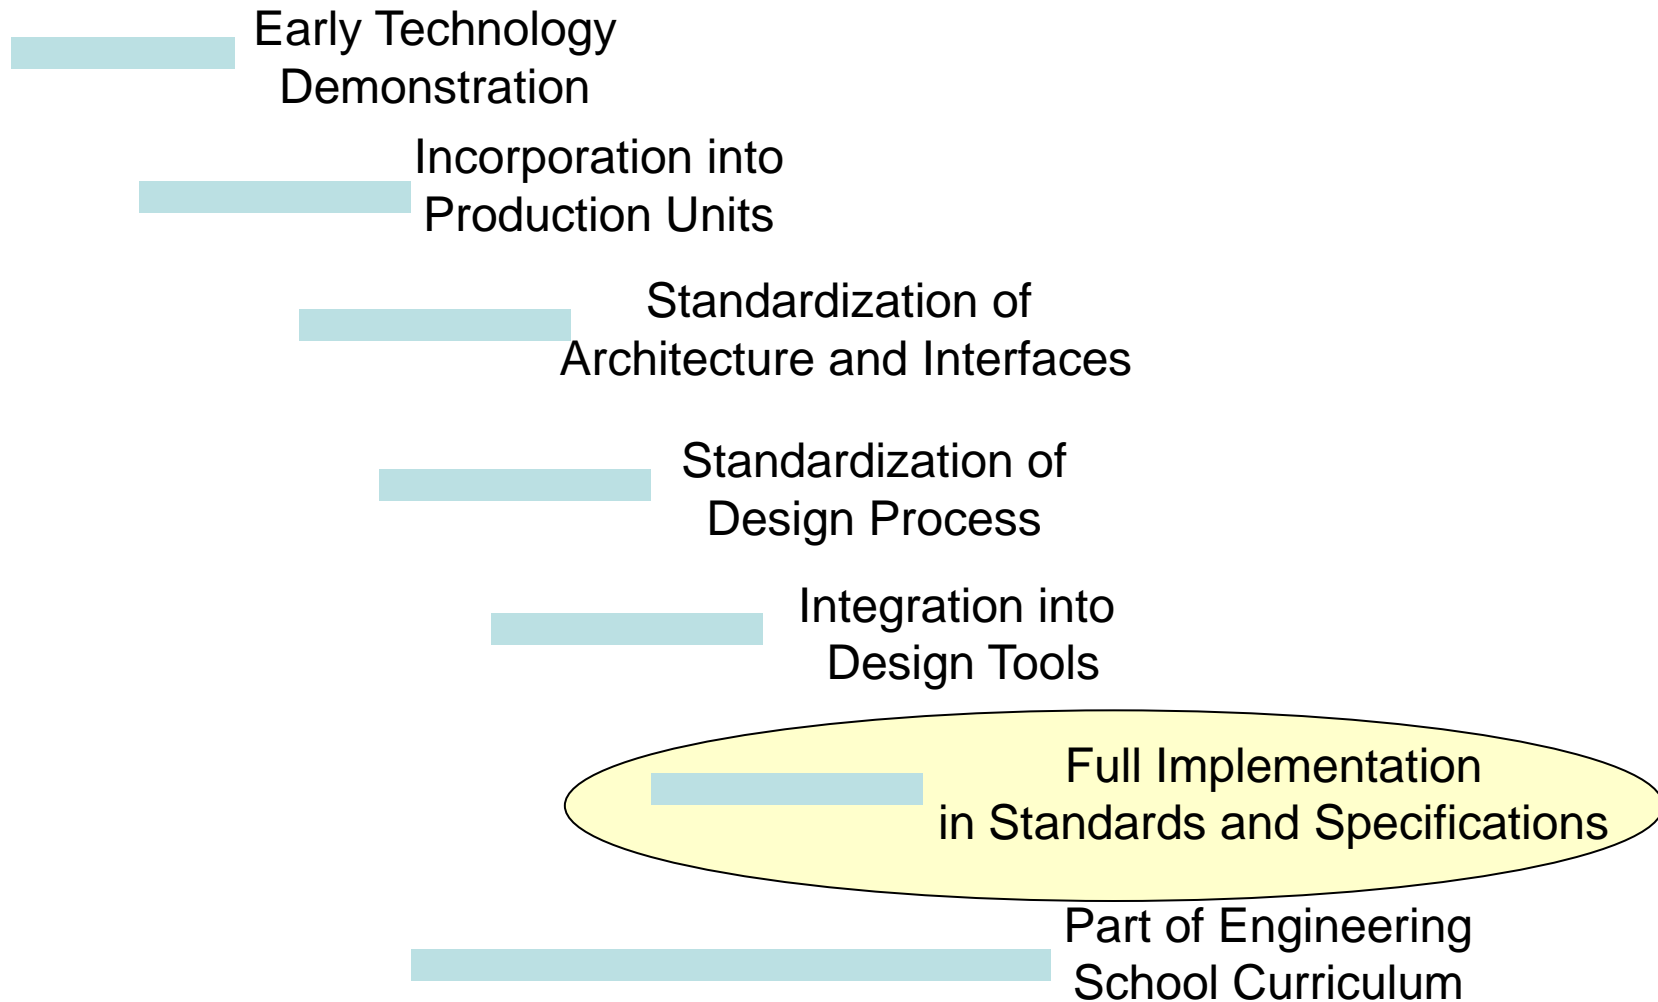 Early Technology
Demonstration
Incorporation into
Production Units
Standardization of
Architecture and Interfaces
Standardization of
Design Process
Integration into
Design Tools
Full Implementation
in Standards and Specifications
Part of Engineering
School Curriculum